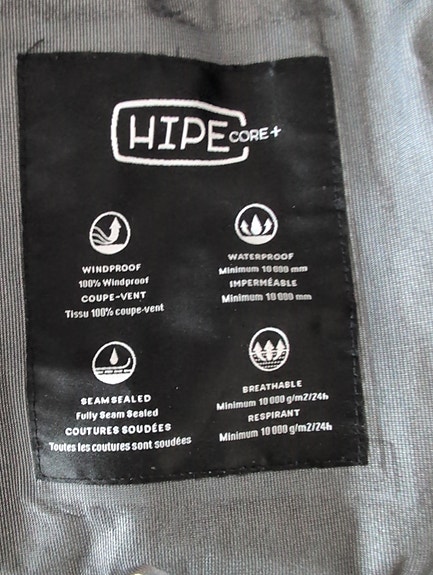 HIPE CORE+
WINDPROOF
100% Windproof
COUPE-VENT
Tissu 100% coupe-vent
WATERPROOF
Minimum 10 000 mm
IMPERMÉABLE
Minimum 10 000 mm
SEAM SEALED
Fully Seam Sealed
COUTURES SOUDÉES
Toutes les coutures sont soudées
BREATHABLE
Minimum 10 000 g/m2/24h
RESPIRANT
Minimum 10 000 g/m2/24h